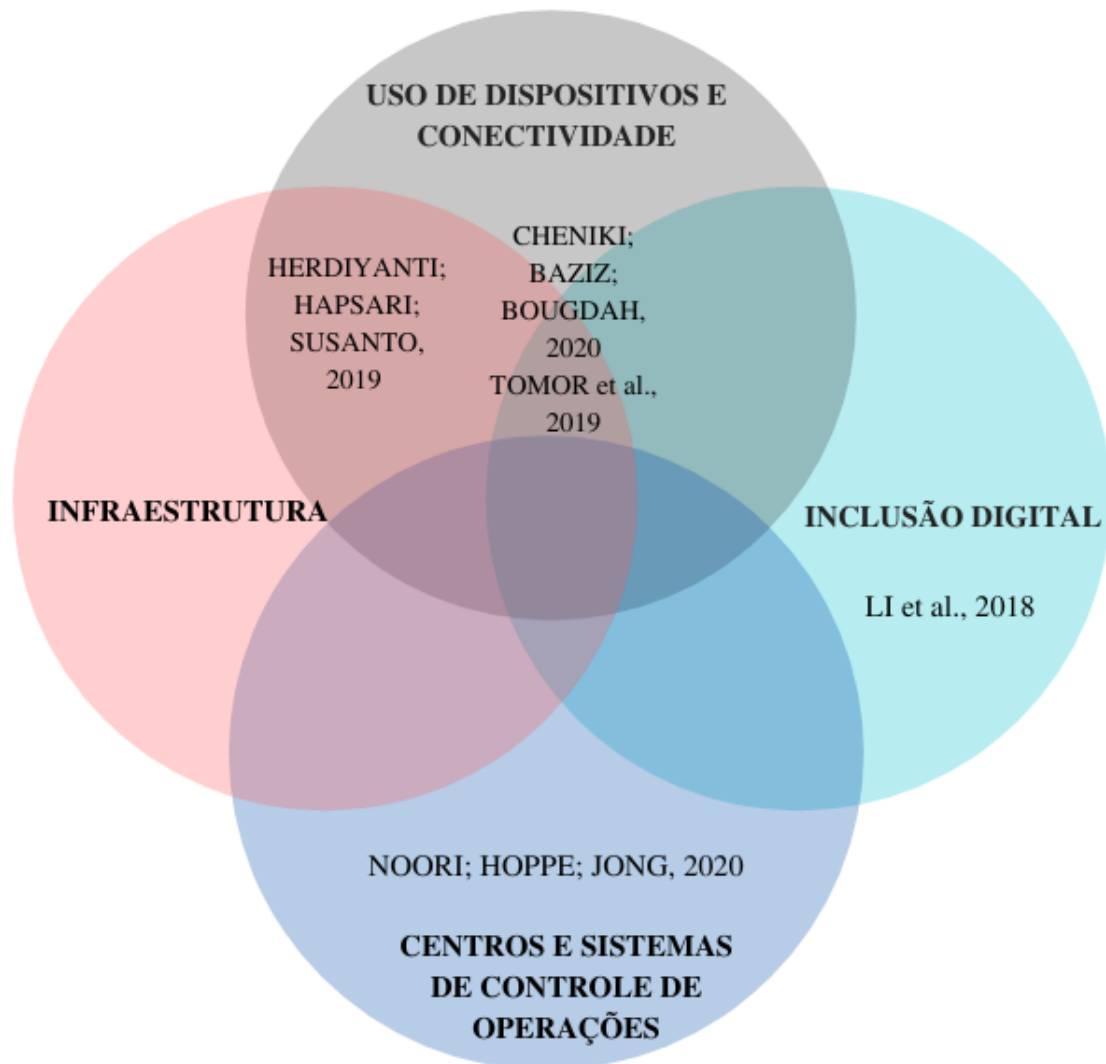 USO DE DISPOSITIVOS E
CONECTIVIDADE
HERDIYANTI;
HAPSARI;
SUSANTO,
2019
CHENIKI;
BAZIZ;
BOUGDAH,
2020
TOMOR et al.,
2019
INFRAESTRUTURA
INCLUSÃO DIGITAL
LI et al., 2018
NOORI; HOPPE; JONG, 2020
CENTROS E SISTEMAS
DE CONTROLE DE
OPERAÇÕES